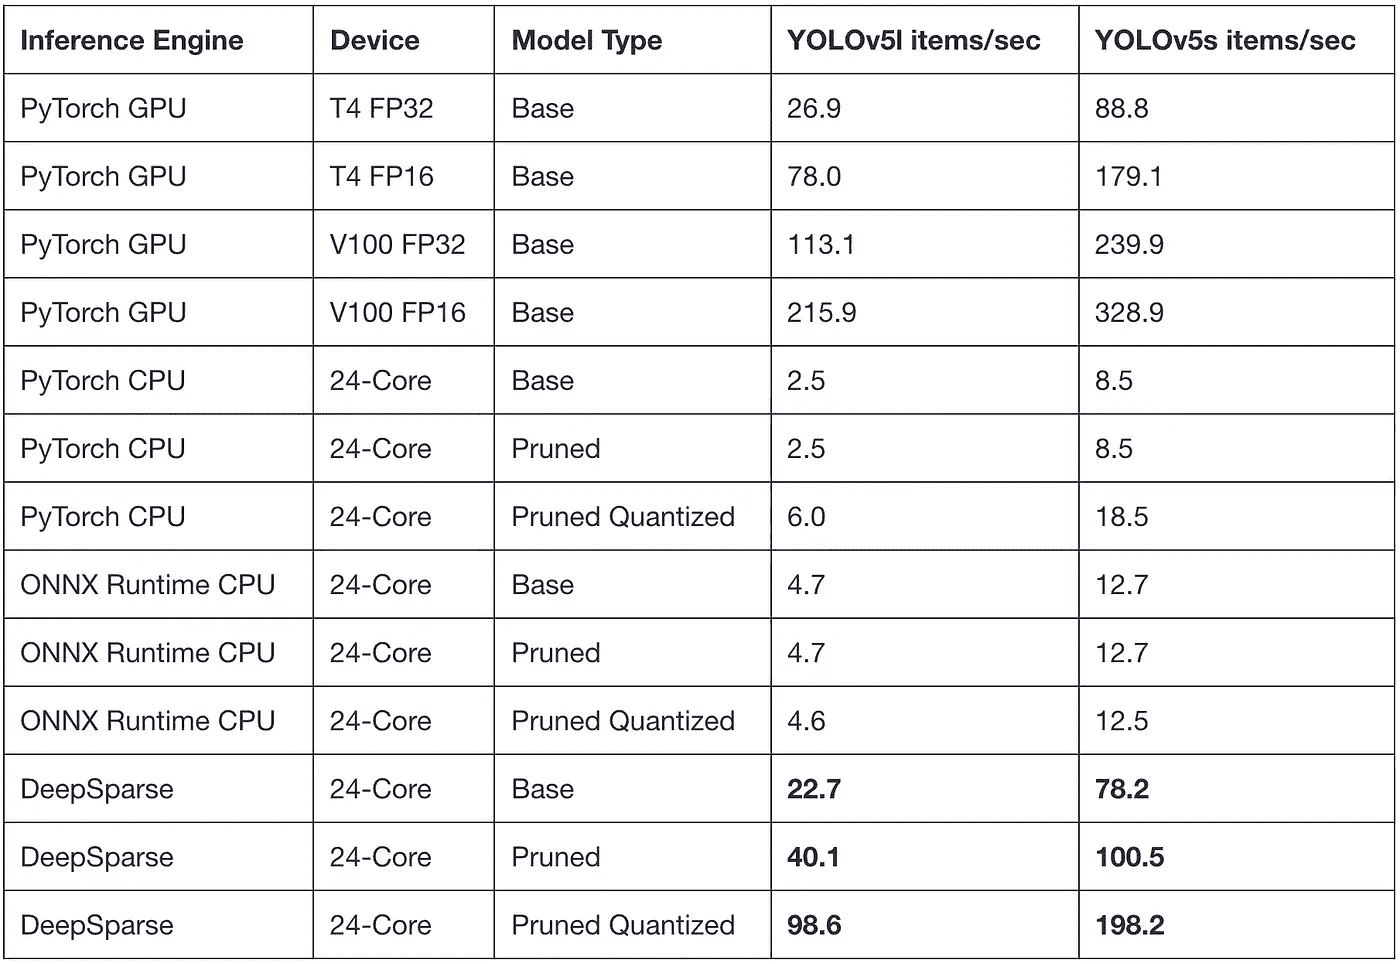 Inference Engine Device Model Type YOLOv5l items/sec YOLOv5s items/sec
PyTorch GPU T4 FP32 Base 26.9 88.8
PyTorch GPU T4 FP16 Base 78.0 179.1
PyTorch GPU V100 FP32 Base 113.1 239.9
PyTorch GPU V100 FP16 Base 215.9 328.9
PyTorch CPU 24-Core Base 2.5 8.5
PyTorch CPU 24-Core Pruned 2.5 8.5
PyTorch CPU 24-Core Pruned Quantized 6.0 18.5
ONNX Runtime CPU 24-Core Base 4.7 12.7
ONNX Runtime CPU 24-Core Pruned 4.7 12.7
ONNX Runtime CPU 24-Core Pruned Quantized 4.6 12.5
DeepSparse 24-Core Base 22.7 78.2
DeepSparse 24-Core Pruned 40.1 100.5
DeepSparse 24-Core Pruned Quantized 98.6 198.2